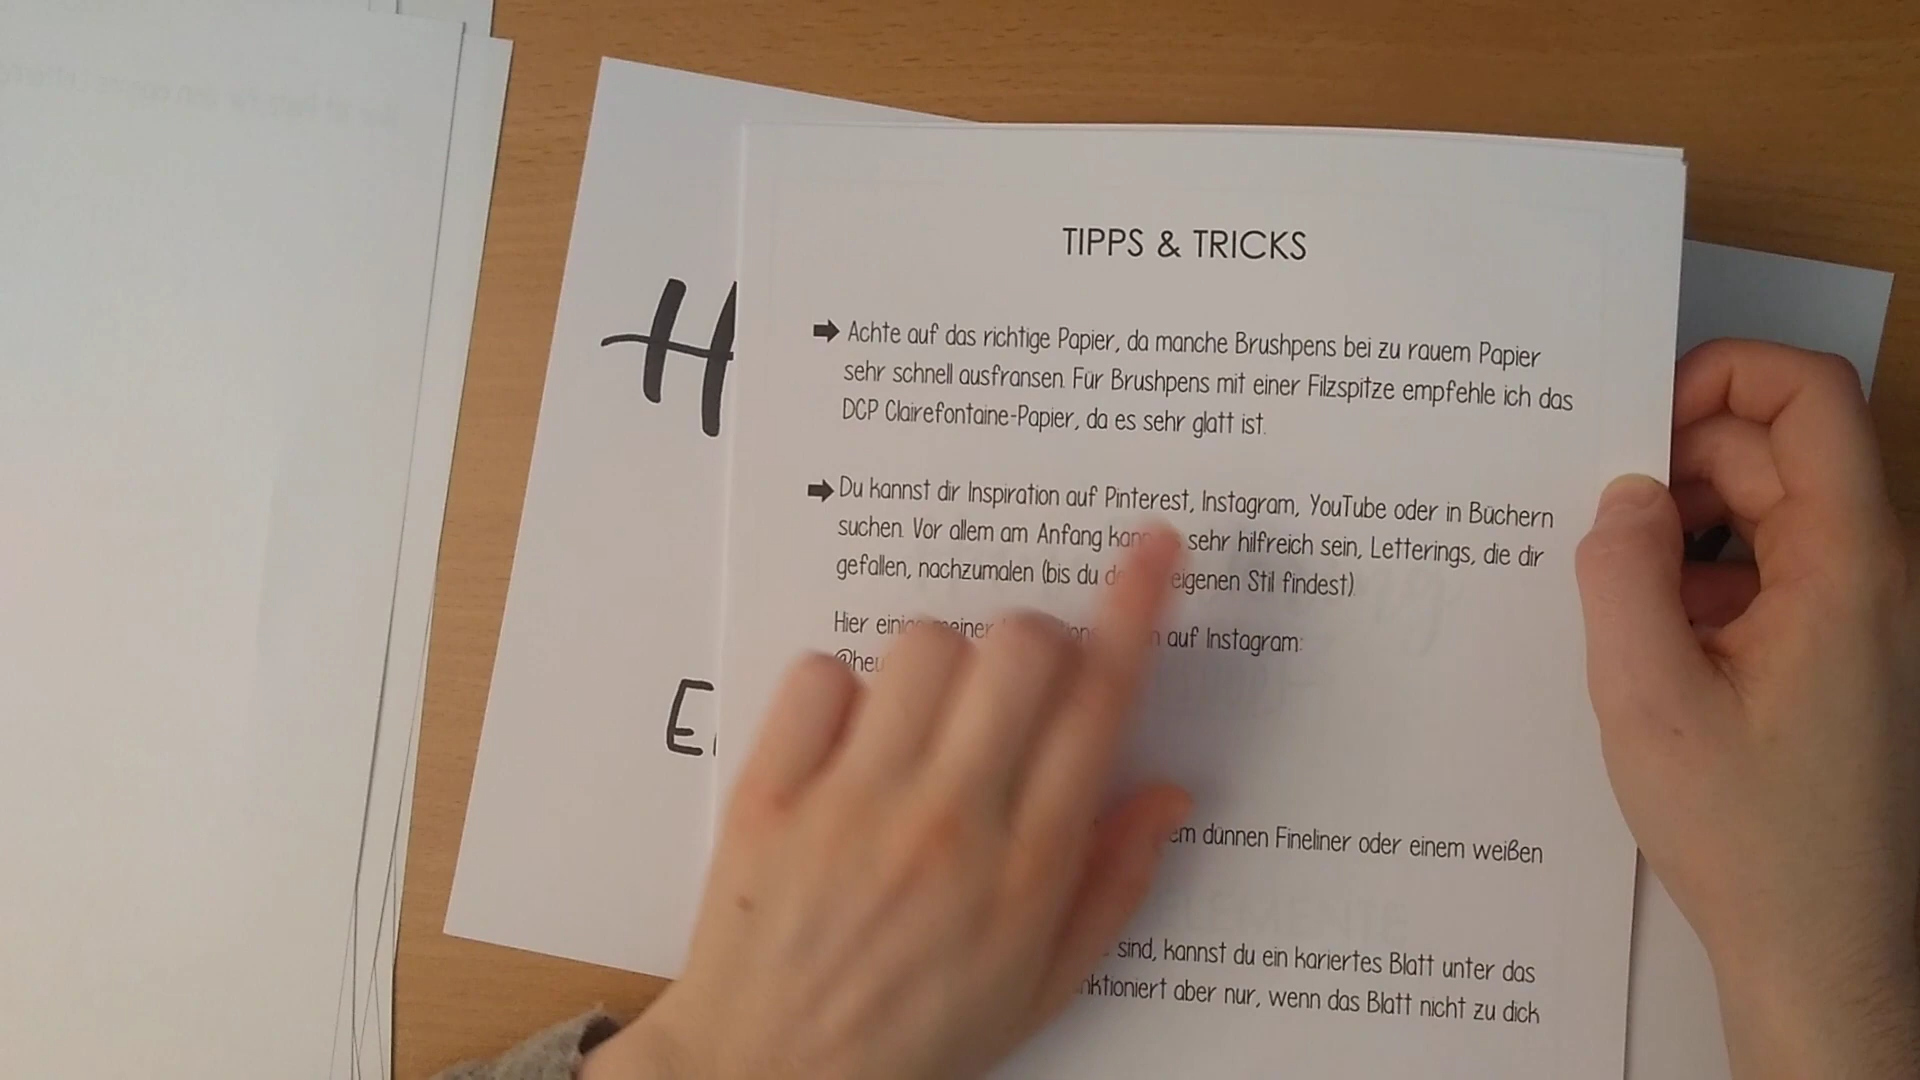 TIPPS & TRICKS
H
Achte auf das richtige Papier, da manche Brushpens bei zu rauem Papier
sehr schnell ausfransen. Für Brushpens mit einer Filzspitze empfehle ich das
DCP Clairefontaine-Papier, da es sehr glatt ist.
Du kannst dir Inspiration auf Pinterest, Instagram, YouTube oder in Büchern
suchen. Vor allem am Anfang kann sehr hilfreich sein, Letterings, die dir
gefallen, nachzumalen (bis du eigenen Stil findest).
Hier auf Instagram:
E
dünnen Fineliner oder einem weißen
sind, kannst du ein kariertes Blatt unter das
aber nur, wenn das Blatt nicht zu dick